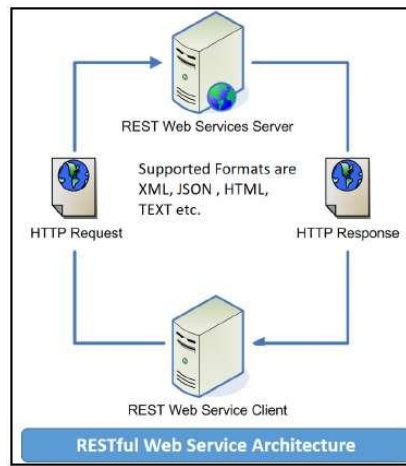 REST Web Services Server
Supported Formats are
XML, JSON , HTML,
TEXT etc.
HTTP Request
HTTP Response
REST Web Service Client
RESTful Web Service Architecture